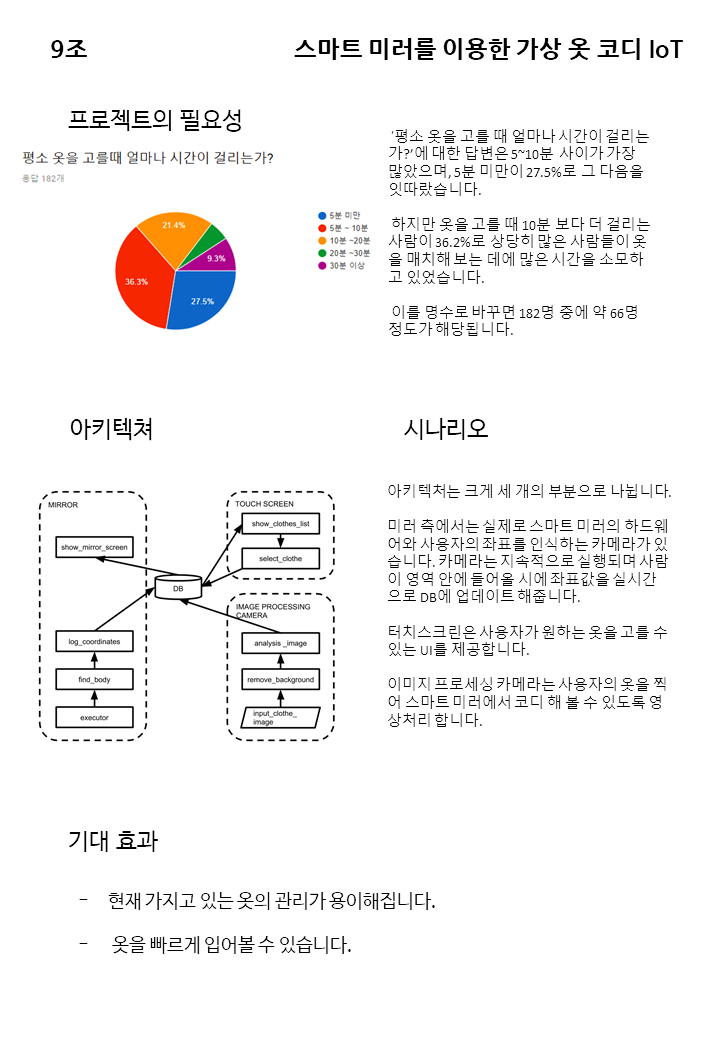 9조
스마트 미러를 이용한 가상 옷 코디 IoT
프로젝트의 필요성
평소 옷을 고를때 얼마나 시간이 걸리는가?
응답 182개
21.4%
36.3%
9.3%
27.5%
5분 미만
5분 ~ 10분
10분 ~20분
20분 ~30분
30분 이상
'평소 옷을 고를 때 얼마나 시간이 걸리는
가?'에 대한 답변은 5~10분 사이가 가장
많았으며, 5분 미만이 27.5%로 그 다음을
잇따랐습니다.
하지만 옷을 고를 때 10분 보다 더 걸리는
사람이 36.2%로 상당히 많은 사람들이 옷
을 매치해 보는 데에 많은 시간을 소모하
고 있었습니다.
이를 명수로 바꾸면 182명 중에 약 66명
정도가 해당됩니다.
아키텍쳐
MIRROR
show_mirror_screen
log_coordinates
find_body
executor
DB
TOUCH SCREEN
show_clothes_list
select_clothe
IMAGE PROCESSING
CAMERA
analysis _image
remove_background
input_clothe_
image
시나리오
아키텍처는 크게 세 개의 부분으로 나뉩니다.
미러 측에서는 실제로 스마트 미러의 하드웨
어와 사용자의 좌표를 인식하는 카메라가 있
습니다. 카메라는 지속적으로 실행되며 사람
이 영역 안에 들어올 시에 좌표값을 실시간
으로 DB에 업데이트 해줍니다.
터치스크린은 사용자가 원하는 옷을 고를 수
있는 UI를 제공합니다.
이미지 프로세싱 카메라는 사용자의 옷을 찍
어 스마트 미러에서 코디 해 볼 수 있도록 영
상처리 합니다.
기대 효과
- 현재 가지고 있는 옷의 관리가 용이해집니다.
- 옷을 빠르게 입어볼 수 있습니다.